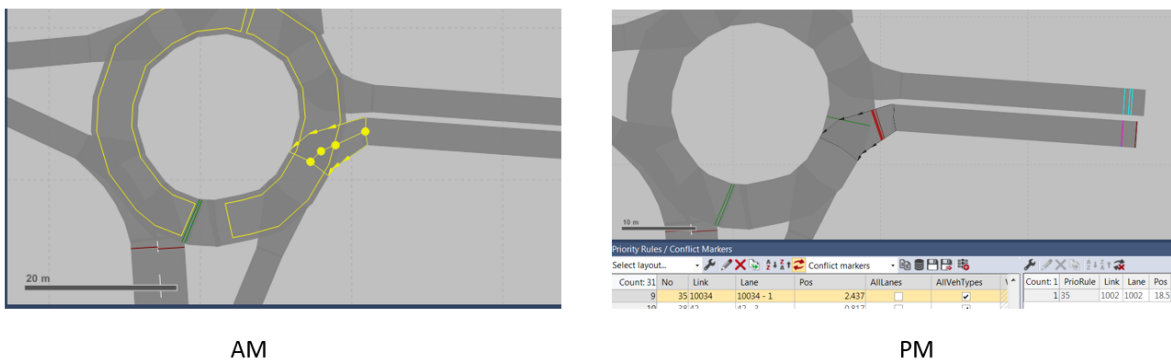 20 m
10 m
Priority Rules / Conflict Markers
Select layout... Conflict markers
Count: 31 No Link Lane Pos AllLanes AllVehTypes
9 35 10034 10034 - 1 2.437
Count: 1 PrioRule Link Lane Pos
1 35 1002 1002 18.5
AM
PM